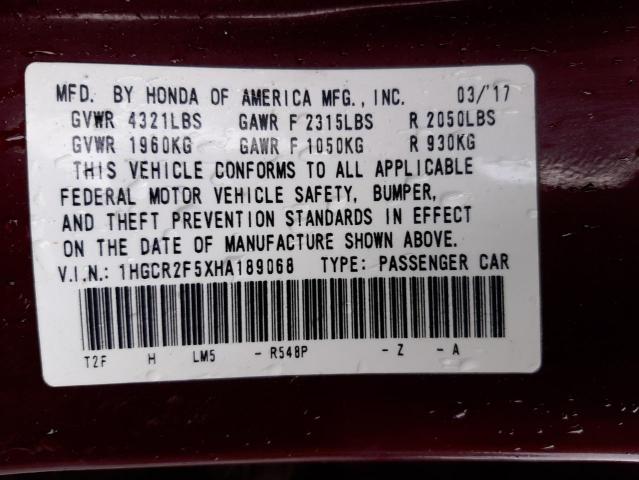 MFD. BY HONDA OF AMERICA MFG., INC. 03/'17
GVWR 4321LBS GAWR F 2315LBS R 2050LBS
GVWR 1960KG GAWR F 1050KG R 930KG
THIS VEHICLE CONFORMS TO ALL APPLICABLE
FEDERAL MOTOR VEHICLE SAFETY, BUMPER,
AND THEFT PREVENTION STANDARDS IN EFFECT
ON THE DATE OF MANUFACTURE SHOWN ABOVE.
V.I.N.: 1HGCR2F5XHA189068 TYPE: PASSENGER CAR
T2F H LM5 - R548P - Z - A